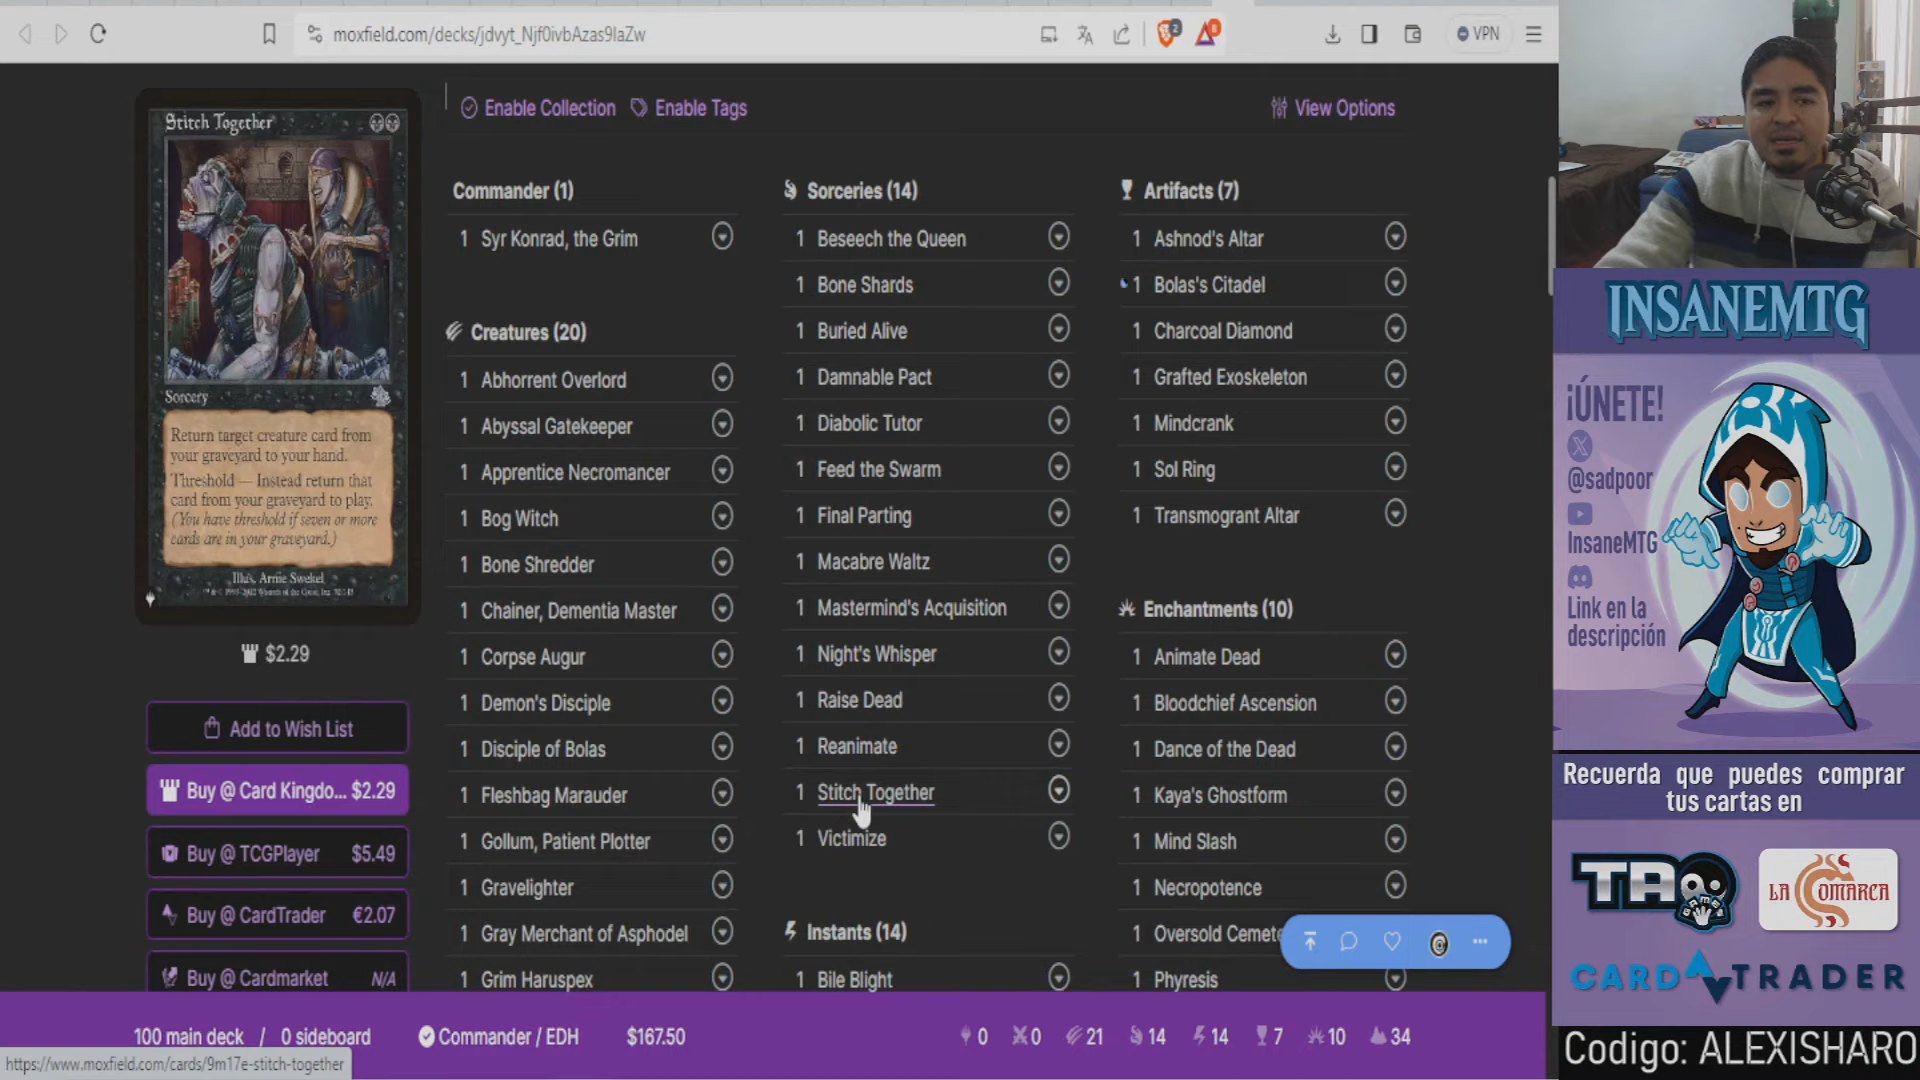 moxfield.com/decks/jdvyt_Njf0ivbAzas9IaZw
2
8
VPN
Stitch Together
Sorcery
Return target creature card from
your graveyard to your hand.
Threshold — Instead return that
card from your graveyard to play.
(You have threshold if seven or more
cards are in your graveyard.)
Illus. Arnie Swekel
$2.29
Add to Wish List
Buy @ Card Kingdo... $2.29
Buy @ TCGPlayer $5.49
Buy @ CardTrader €2.07
Buy @ Cardmarket N/A
Enable Collection
Enable Tags
View Options
Commander (1)
1 Syr Konrad, the Grim
Creatures (20)
1 Abhorrent Overlord
1 Abyssal Gatekeeper
1 Apprentice Necromancer
1 Bog Witch
1 Bone Shredder
1 Chainer, Dementia Master
1 Corpse Augur
1 Demon's Disciple
1 Disciple of Bolas
1 Fleshbag Marauder
1 Gollum, Patient Plotter
1 Gravelighter
1 Gray Merchant of Asphodel
1 Grim Haruspex
Sorceries (14)
1 Beseech the Queen
1 Bone Shards
1 Buried Alive
1 Damnable Pact
1 Diabolic Tutor
1 Feed the Swarm
1 Final Parting
1 Macabre Waltz
1 Mastermind's Acquisition
1 Night's Whisper
1 Raise Dead
1 Reanimate
1 Stitch Together
1 Victimize
Instants (14)
1 Bile Blight
Artifacts (7)
1 Ashnod's Altar
1 Bolas's Citadel
1 Charcoal Diamond
1 Grafted Exoskeleton
1 Mindcrank
1 Sol Ring
1 Transmogrant Altar
Enchantments (10)
1 Animate Dead
1 Bloodchief Ascension
1 Dance of the Dead
1 Kaya's Ghostform
1 Mind Slash
1 Necropotence
1 Oversold Cemete
1 Phyresis
100 main deck / 0 sideboard
Commander / EDH
$167.50
0 0 21 14 14 7 10 34
https://www.moxfield.com/cards/9m17e-stitch-together
INSANEMTG
¡ÚNETE!
@sadpoor
InsaneMTG
Link en la
descripción
Recuerda que puedes comprar
tus cartas en
TAO
GAMES
LA COMARCA
CARD TRADER
Codigo: ALEXISHARO